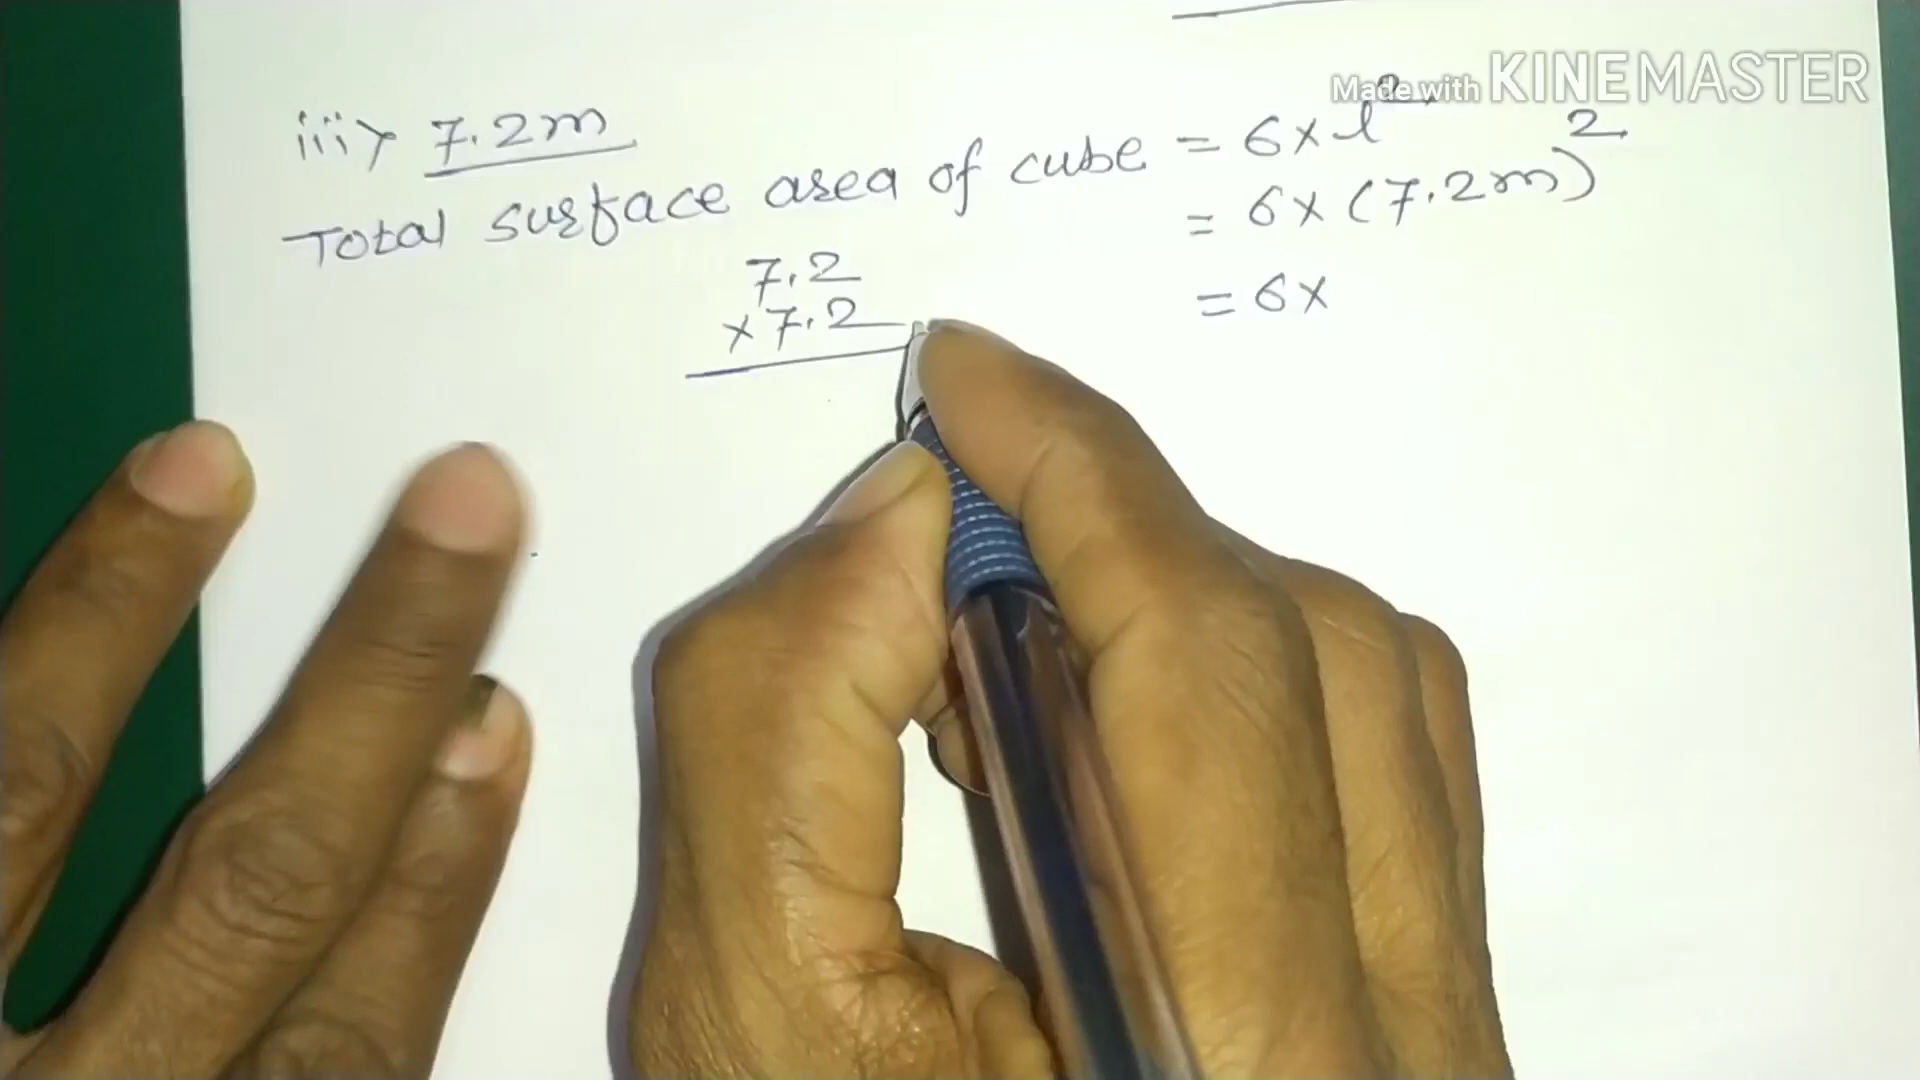 Made with KINEMASTER
iii> 7.2m
Total surface area of cube = 6 × l²
= 6 × (7.2m)²
7.2
× 7.2
= 6 ×